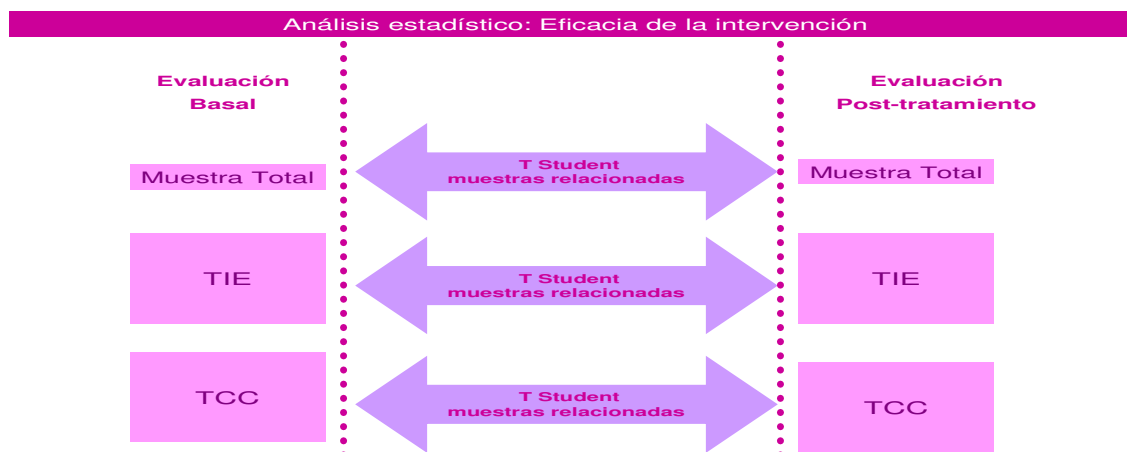 Análisis estadístico: Eficacia de la intervención
Evaluación
Basal
Evaluación
Post-tratamiento
Muestra Total
T Student
muestras relacionadas
Muestra Total
TIE
T Student
muestras relacionadas
TIE
TCC
T Student
muestras relacionadas
TCC